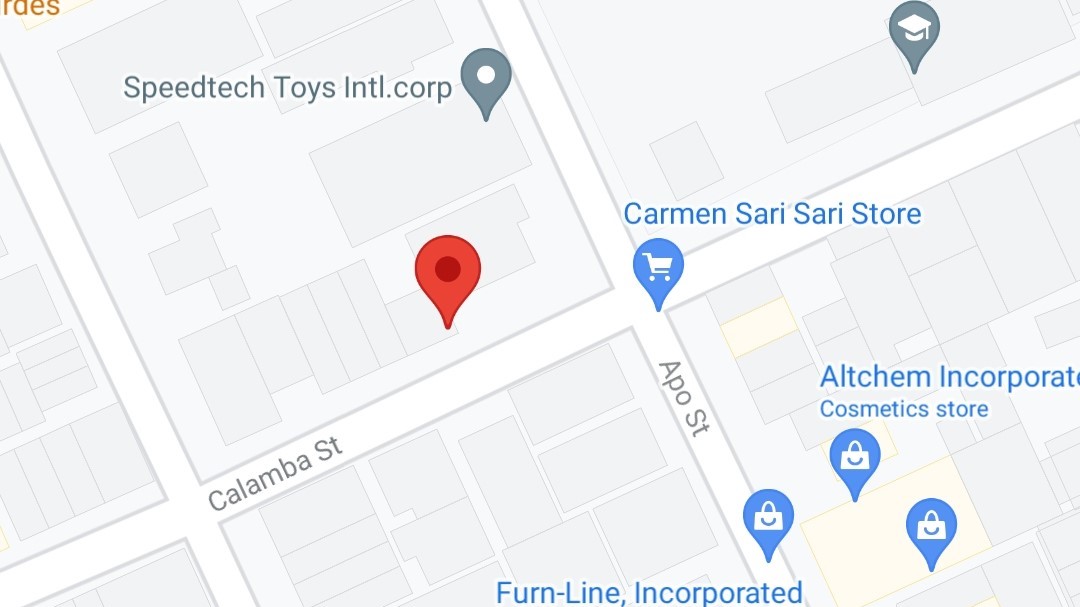 Speedtech Toys Intl.corp
Carmen Sari Sari Store
Apo St
Altchem Incorporate
Cosmetics store
Calamba St
Furn-Line, Incorporated